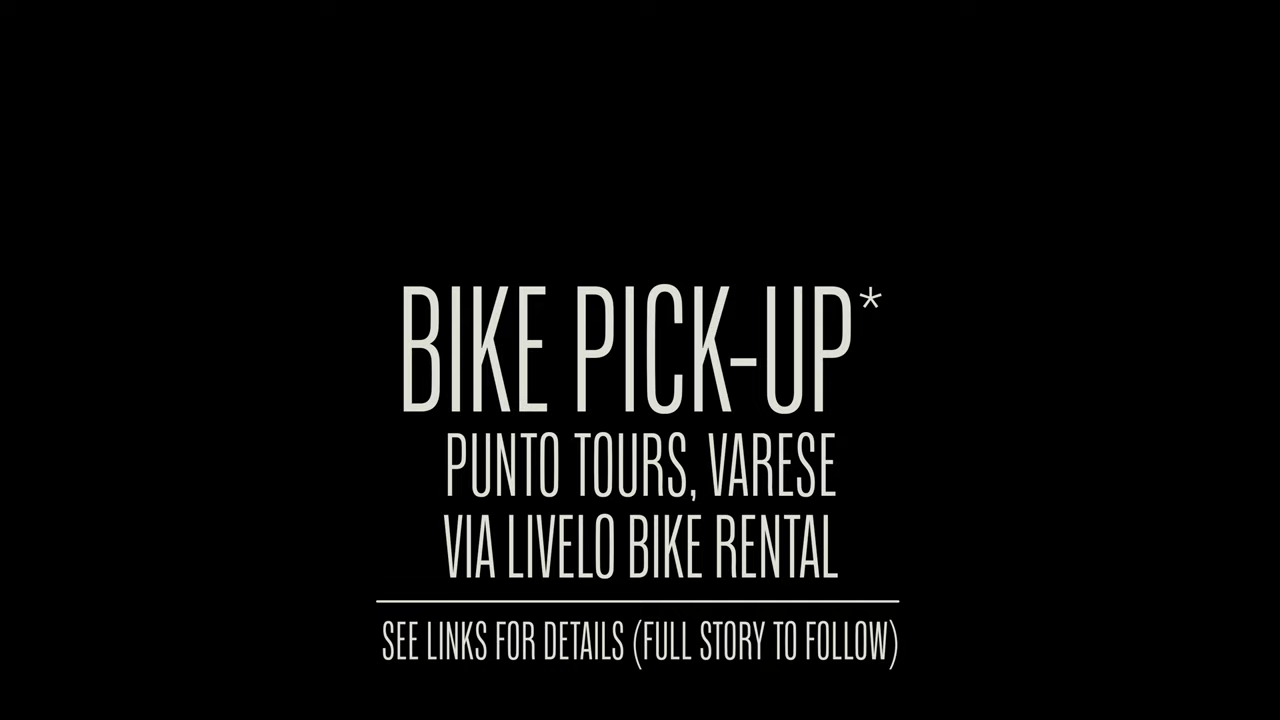 BIKE PICK-UP*
PUNTO TOURS, VARESE
VIA LIVELO BIKE RENTAL
SEE LINKS FOR DETAILS (FULL STORY TO FOLLOW)